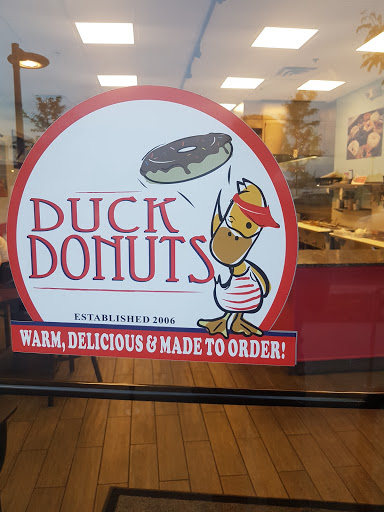 DUCK
DONUTS
ESTABLISHED 2006
WARM, DELICIOUS & MADE TO ORDER!